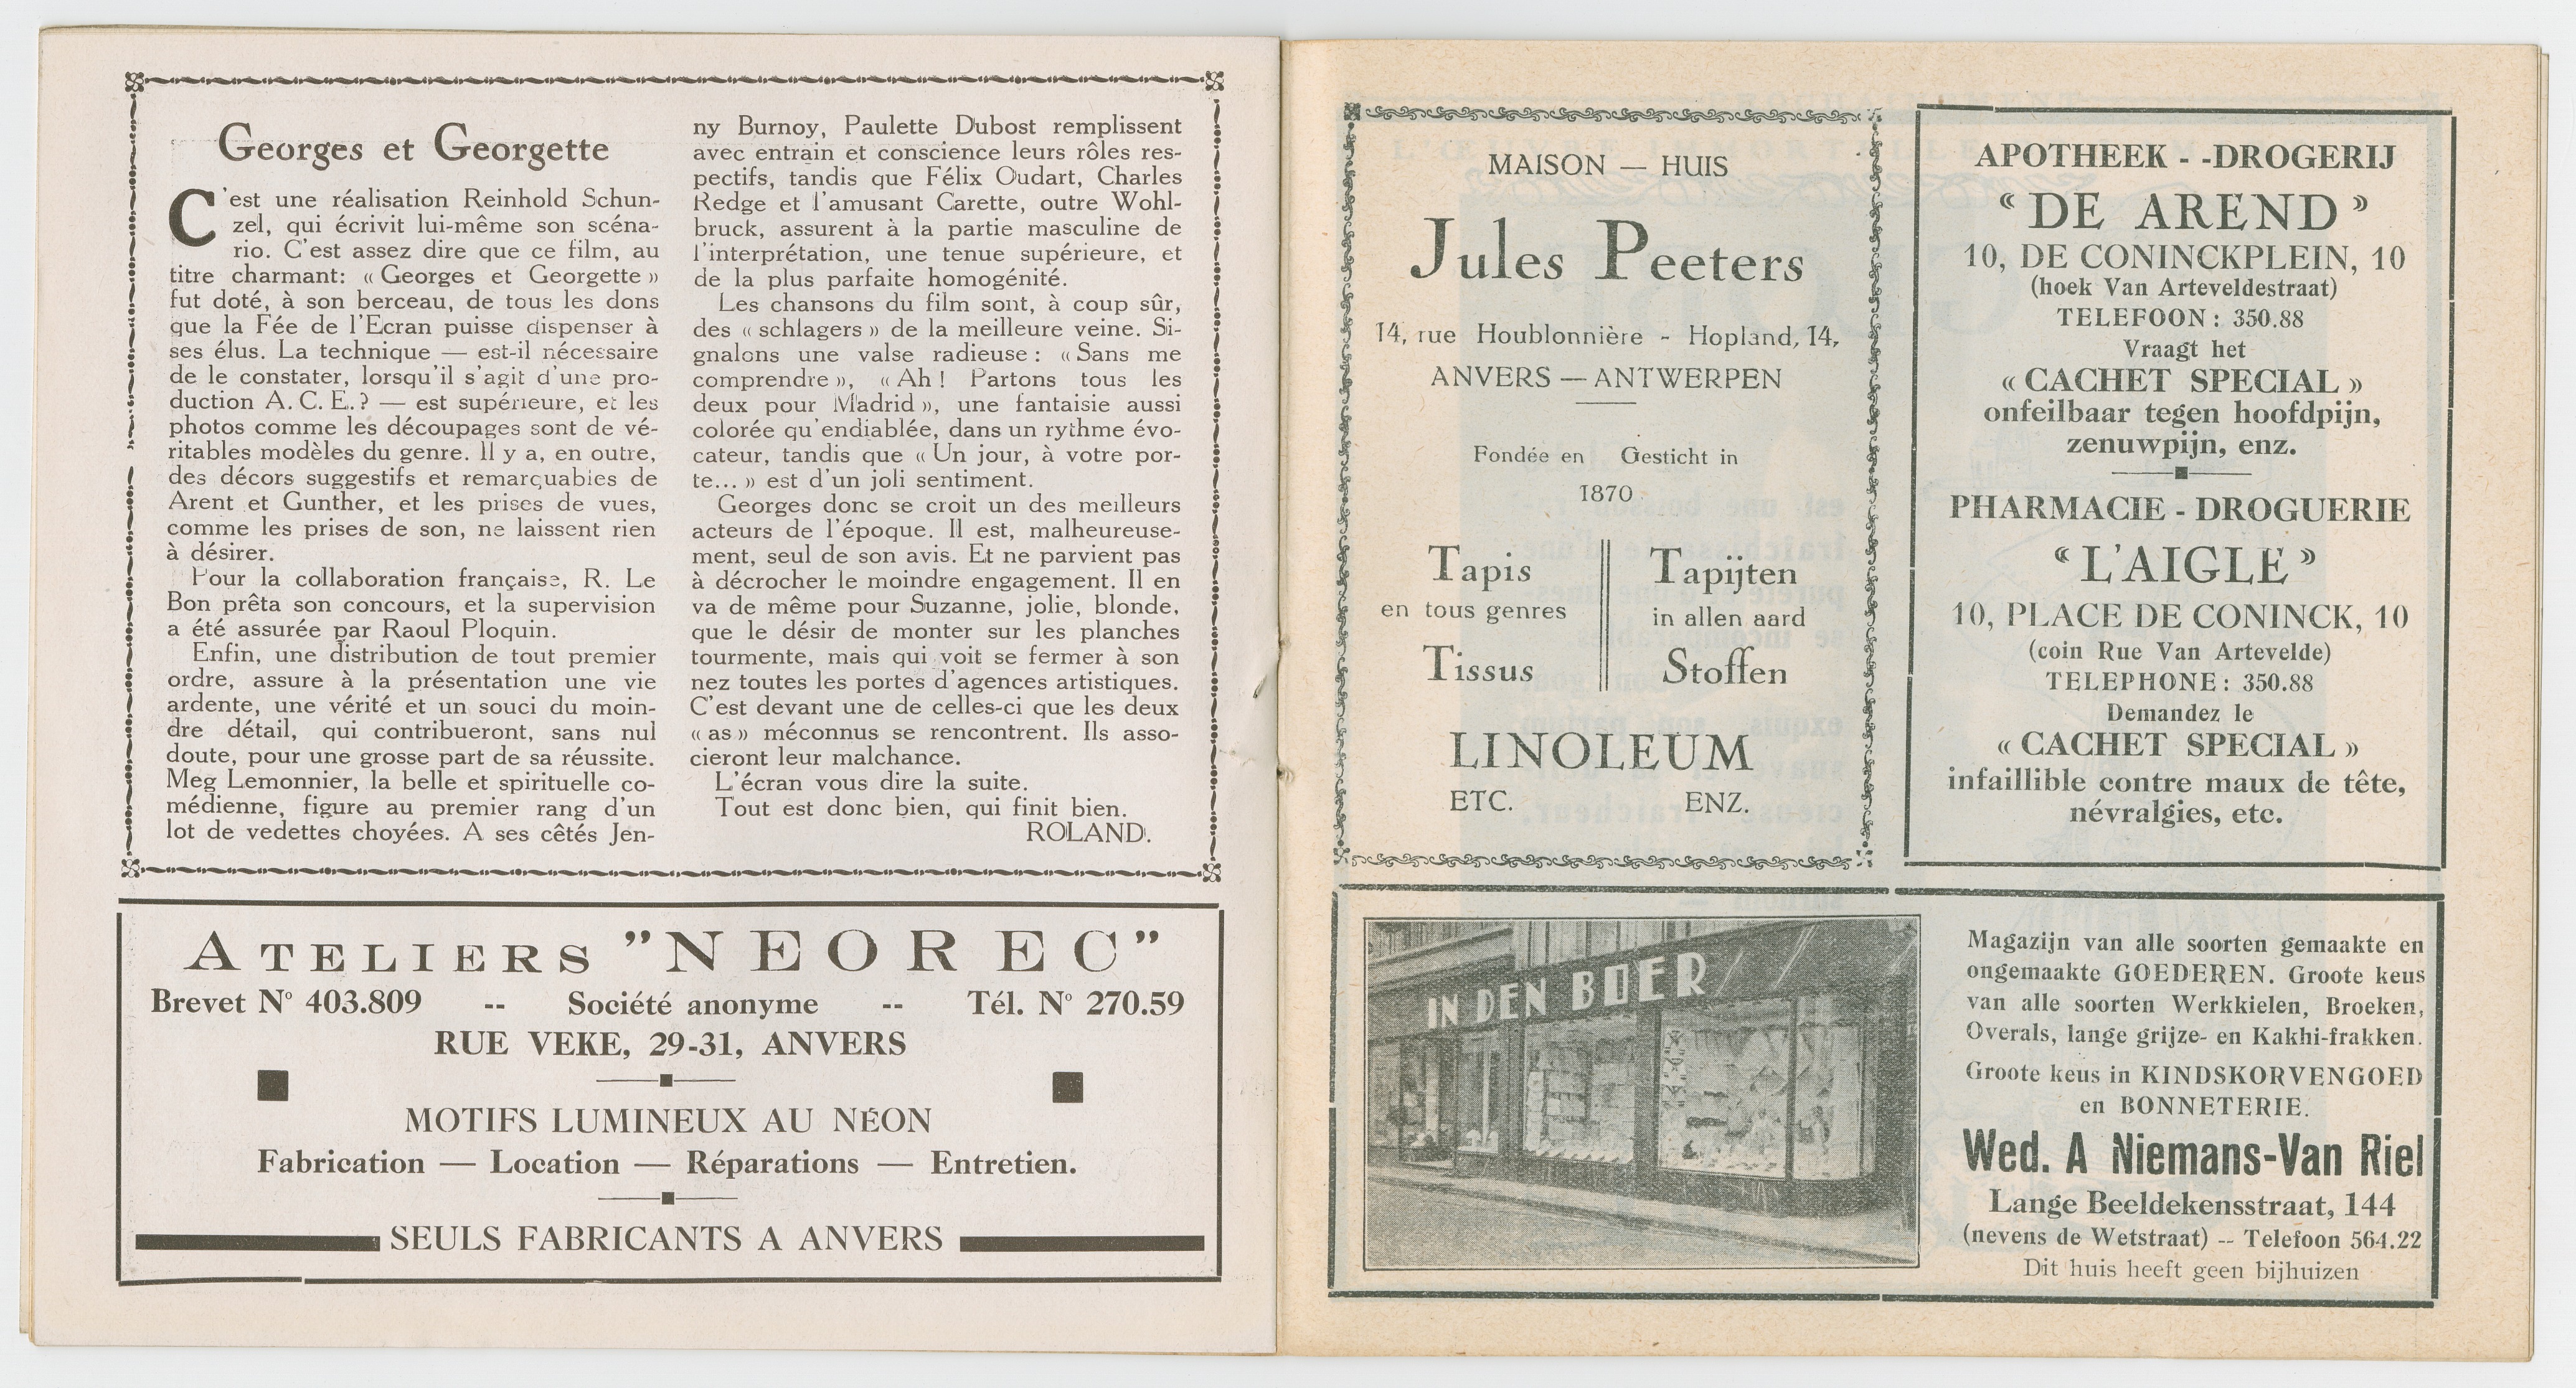 Georges et Georgette
C'est une réalisation Reinhold Schun-
zel, qui écrivit lui-même son scéna-
rio. C'est assez dire que ce film, au
titre charmant: « Georges et Georgette »
fut doté, à son berceau, de tous les dons
que la Fée de l'Ecran puisse dispenser à
ses élus. La technique — est-il nécessaire
de le constater, lorsqu'il s'agit d'une pro-
duction A. C. E.? — est supérieure, et les
photos comme les découpages sont de vé-
ritables modèles du genre. Il y a, en outre,
des décors suggestifs et remarquables de
Arent et Gunther, et les prises de vues,
comme les prises de son, ne laissent rien
à désirer.
Pour la collaboration française, R. Le
Bon prêta son concours, et la supervision
a été assurée par Raoul Ploquin.
Enfin, une distribution de tout premier
ordre, assure à la présentation une vie
ardente, une vérité et un souci du moin-
dre détail, qui contribueront, sans nul
doute, pour une grosse part de sa réussite.
Meg Lemonnier, la belle et spirituelle co-
médienne, figure au premier rang d'un
lot de vedettes choyées. A ses cêtés Jen-
ny Burnoy, Paulette Dubost remplissent
avec entrain et conscience leurs rôles res-
pectifs, tandis que Félix Oudart, Charles
Redge et l'amusant Carette, outre Wohl-
bruck, assurent à la partie masculine de
l'interprétation, une tenue supérieure, et
de la plus parfaite homogénité.
Les chansons du film sont, à coup sûr,
des « schlagers » de la meilleure veine. Si-
gnalons une valse radieuse : « Sans me
comprendre », « Ah ! Partons tous les
deux pour Madrid », une fantaisie aussi
colorée qu'endiablée, dans un rythme évo-
cateur, tandis que « Un jour, à votre por-
te... » est d'un joli sentiment.
Georges donc se croit un des meilleurs
acteurs de l'époque. Il est, malheureuse-
ment, seul de son avis. Et ne parvient pas
à décrocher le moindre engagement. Il en
va de même pour Suzanne, jolie, blonde,
que le désir de monter sur les planches
tourmente, mais qui voit se fermer à son
nez toutes les portes d'agences artistiques.
C'est devant une de celles-ci que les deux
« as » méconnus se rencontrent. Ils asso-
cieront leur malchance.
L'écran vous dire la suite.
Tout est donc bien, qui finit bien.
ROLAND.
ATELIERS "NEOREC"
Brevet N° 403.809 -- Société anonyme -- Tél. N° 270.59
RUE VEKE, 29-31, ANVERS
MOTIFS LUMINEUX AU NÉON
Fabrication — Location — Réparations — Entretien.
SEULS FABRICANTS A ANVERS
MAISON — HUIS
Jules Peeters
14, rue Houblonnière - Hopland, 14,
ANVERS — ANTWERPEN
Fondée en Gesticht in
1870
Tapis Tapijten
en tous genres in allen aard
Tissus Stoffen
LINOLEUM
ETC. ENZ.
APOTHEEK - -DROGERIJ
« DE AREND »
10, DE CONINCKPLEIN, 10
(hoek Van Arteveldestraat)
TELEFOON : 350.88
Vraagt het
« CACHET SPECIAL »
onfeilbaar tegen hoofdpijn,
zenuwpijn, enz.
PHARMACIE - DROGUERIE
« L'AIGLE »
10, PLACE DE CONINCK, 10
(coin Rue Van Artevelde)
TELEPHONE : 350.88
Demandez le
« CACHET SPECIAL »
infaillible contre maux de tête,
névralgies, etc.
IN DEN BOER
Magazijn van alle soorten gemaakte en
ongemaakte GOEDEREN. Groote keus
van alle soorten Werkkielen, Broeken,
Overals, lange grijze- en Kakhi-frakken.
Groote keus in KINDSKORVENGOED
en BONNETERIE.
Wed. A Niemans-Van Riel
Lange Beeldekensstraat, 144
(nevens de Wetstraat) -- Telefoon 564.22
Dit huis heeft geen bijhuizen